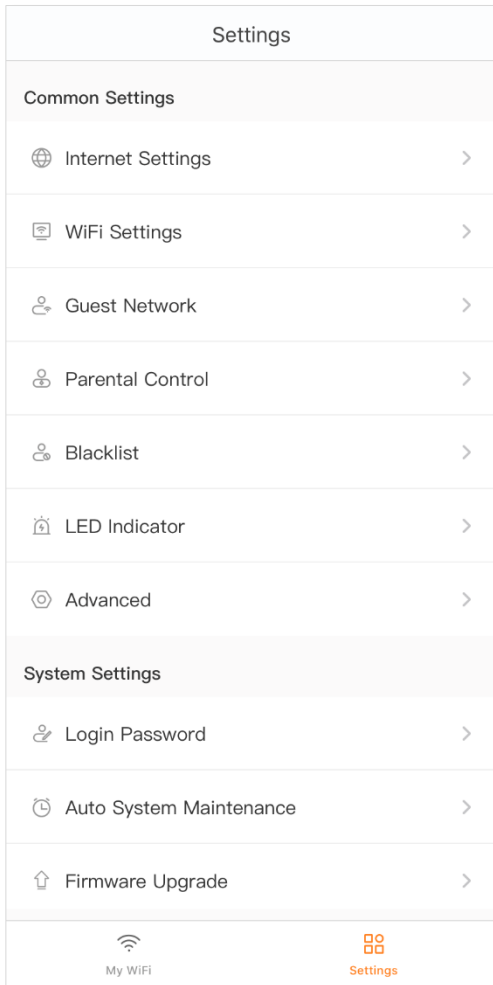 Settings
Common Settings
Internet Settings
WiFi Settings
Guest Network
Parental Control
Blacklist
LED Indicator
Advanced
System Settings
Login Password
Auto System Maintenance
Firmware Upgrade
My WiFi
Settings